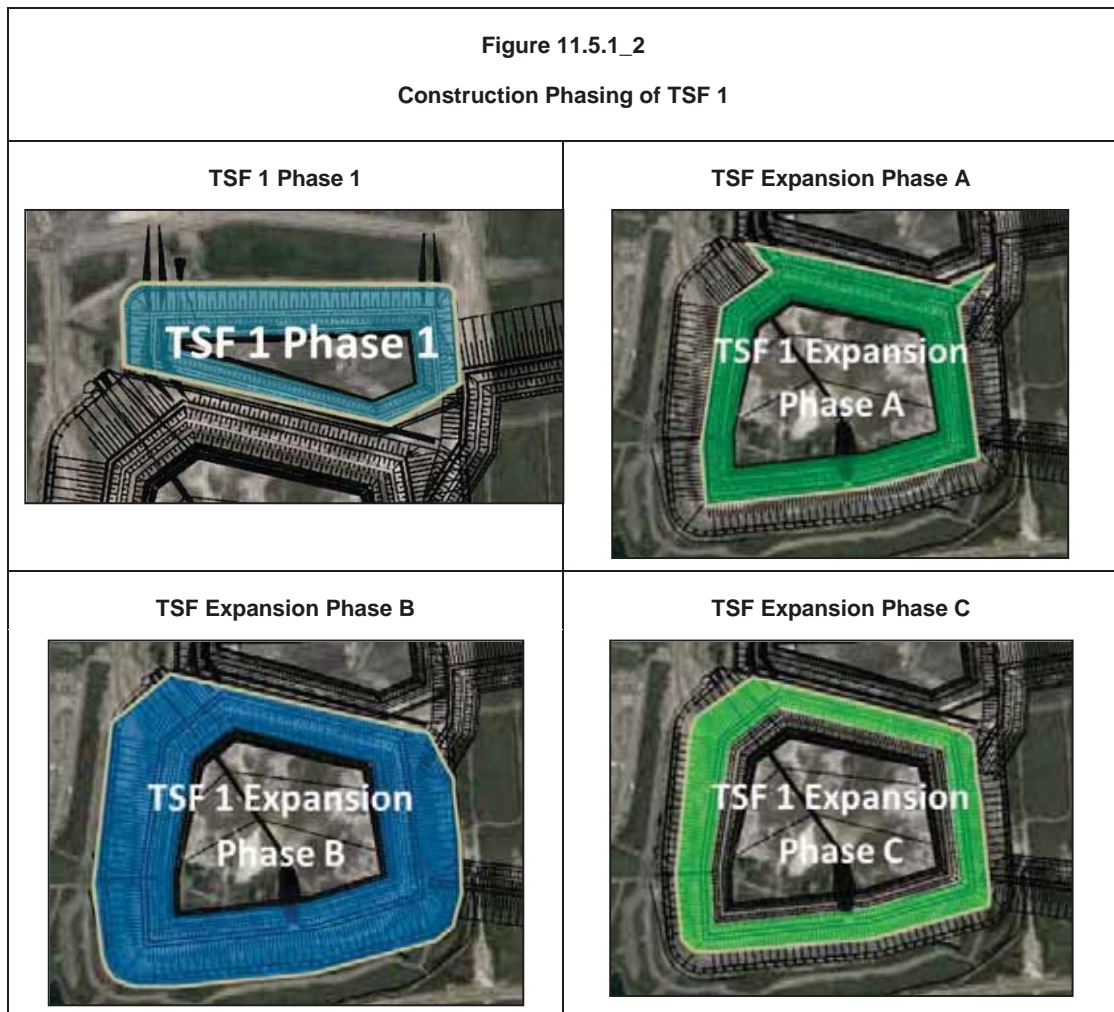 Figure 11.5.1_2
Construction Phasing of TSF 1
TSF 1 Phase 1
TSF Expansion Phase A
TSF 1 Phase 1
TSF 1 Expansion
Phase A
TSF Expansion Phase B
TSF Expansion Phase C
TSF 1 Expansion
Phase B
TSF 1 Expansion
Phase C